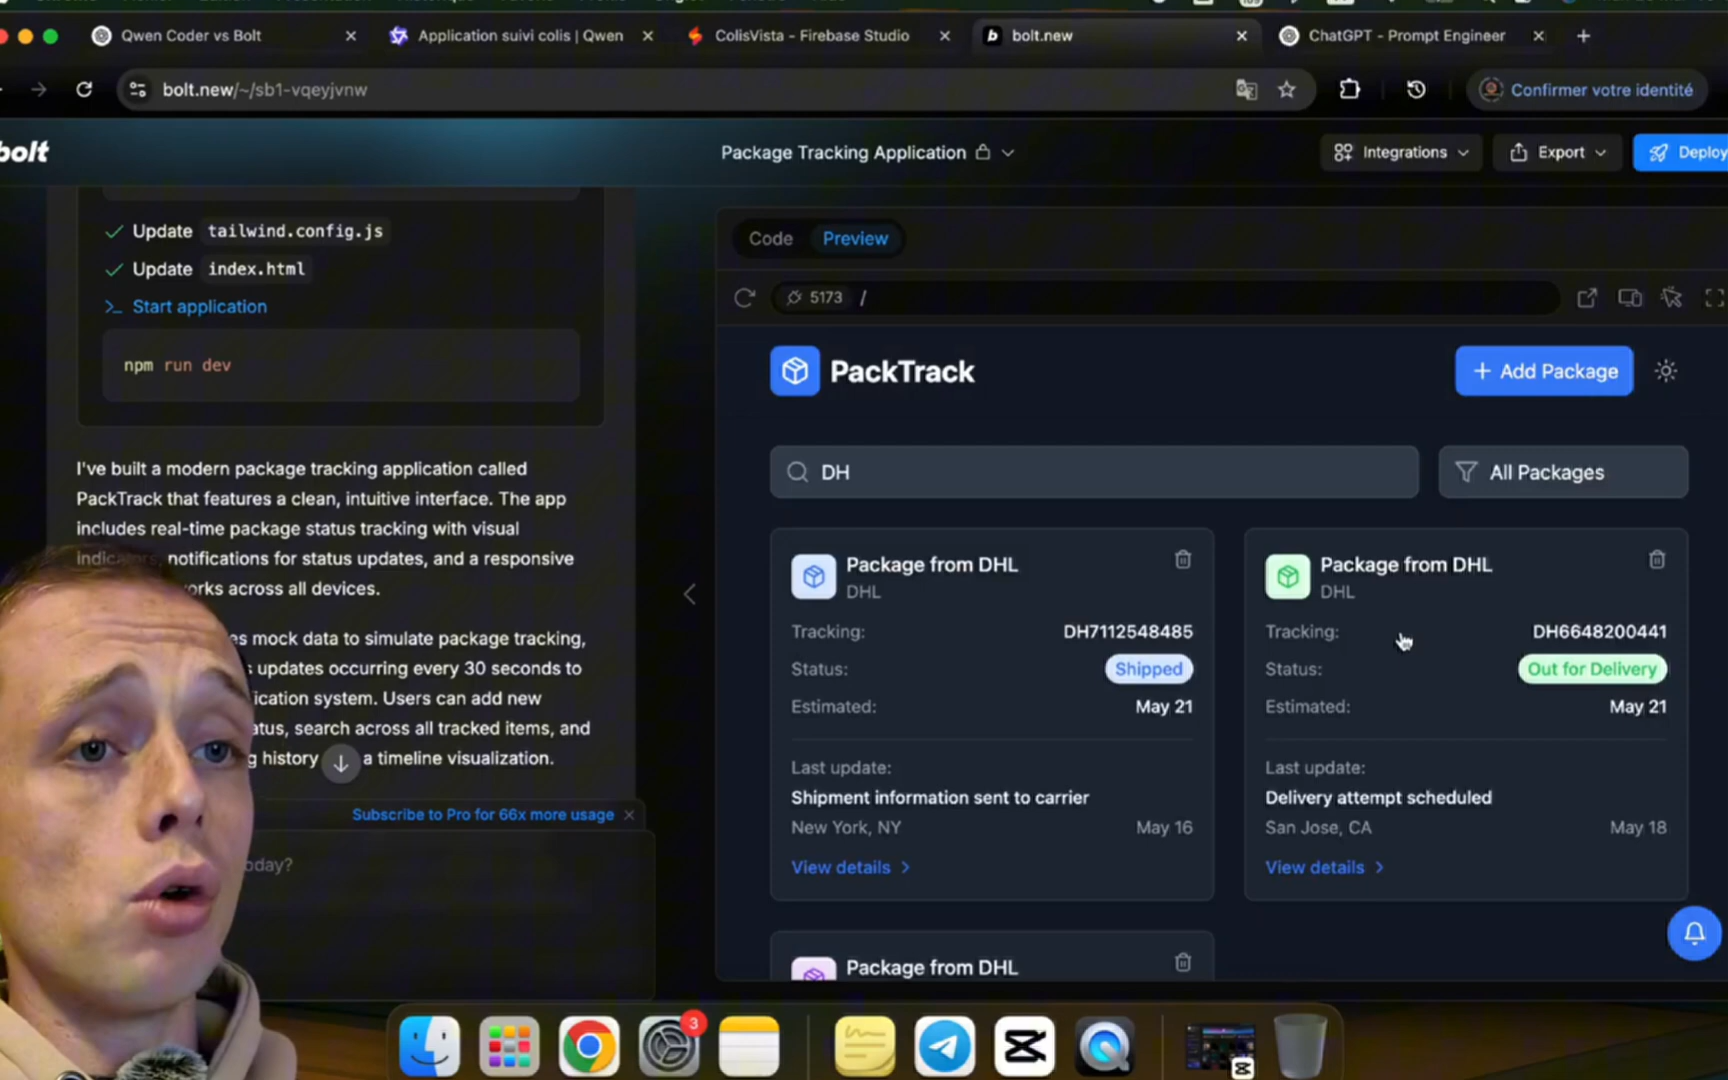 Qwen Coder vs Bolt
Application suivi colis | Qwen
ColisVista - Firebase Studio
b bolt.new
ChatGPT - Prompt Engineer
bolt.new/~/sb1-vqeyjvnw
Confirmer votre identité
bolt
Package Tracking Application
Integrations
Export
Deploy
Update tailwind.config.js
Update index.html
Start application
npm run dev
I've built a modern package tracking application called
PackTrack that features a clean, intuitive interface. The app
includes real-time package status tracking with visual
notifications for status updates, and a responsive
across all devices.
mock data to simulate package tracking,
updates occurring every 30 seconds to
system. Users can add new
search across all tracked items, and
history a timeline visualization.
Subscribe to Pro for 66x more usage
Code
Preview
5173 /
PackTrack
+ Add Package
DH
All Packages
Package from DHL
DHL
Tracking: DH7112548485
Status: Shipped
Estimated: May 21
Last update:
Shipment information sent to carrier
New York, NY May 16
View details >
Package from DHL
DHL
Tracking: DH6648200441
Status: Out for Delivery
Estimated: May 21
Last update:
Delivery attempt scheduled
San Jose, CA May 18
View details >
Package from DHL
3